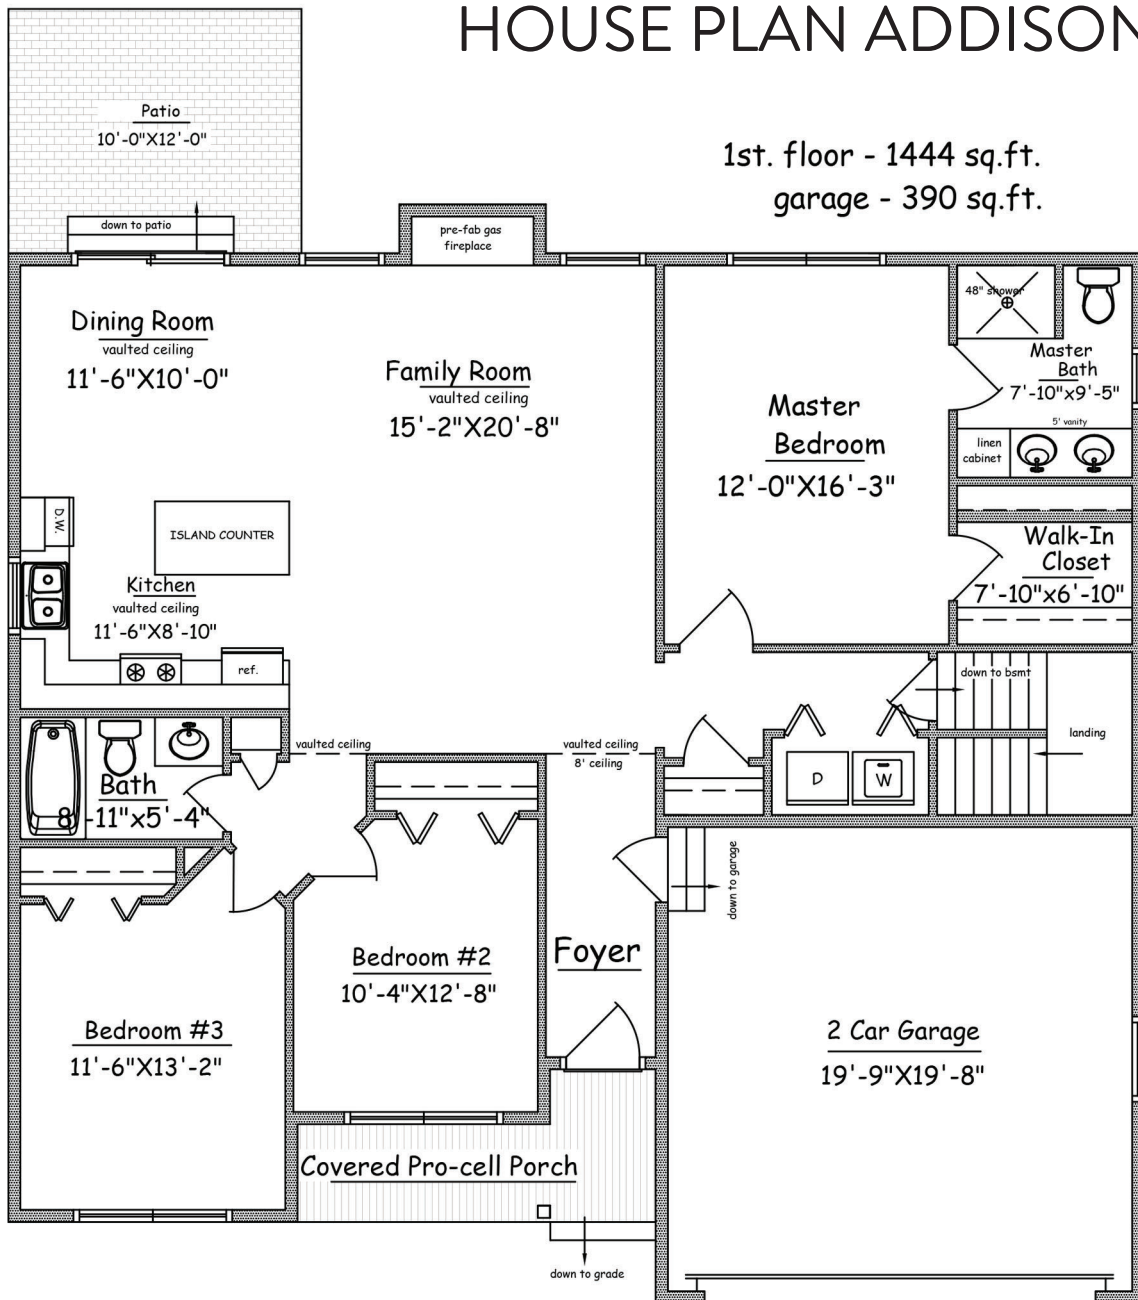 HOUSE PLAN ADDISON
Patio
10'-0"X12'-0"
1st. floor - 1444 sq.ft.
garage - 390 sq.ft.
down to patio
pre-fab gas
fireplace
Dining Room
vaulted ceiling
11'-6"X10'-0"
Family Room
vaulted ceiling
15'-2"X20'-8"
Master
Bedroom
12'-0"X16'-3"
48" shower
Master
Bath
7'-10"x9'-5"
5' vanity
linen
cabinet
D.W.
ISLAND COUNTER
Kitchen
vaulted ceiling
11'-6"X8'-10"
ref.
Walk-In
Closet
7'-10"x6'-10"
down to bsmt
landing
vaulted ceiling
vaulted ceiling
8' ceiling
D
W
Bath
8'-11"x5'-4"
down to garage
Foyer
Bedroom #2
10'-4"X12'-8"
Bedroom #3
11'-6"X13'-2"
2 Car Garage
19'-9"X19'-8"
Covered Pro-cell Porch
down to grade